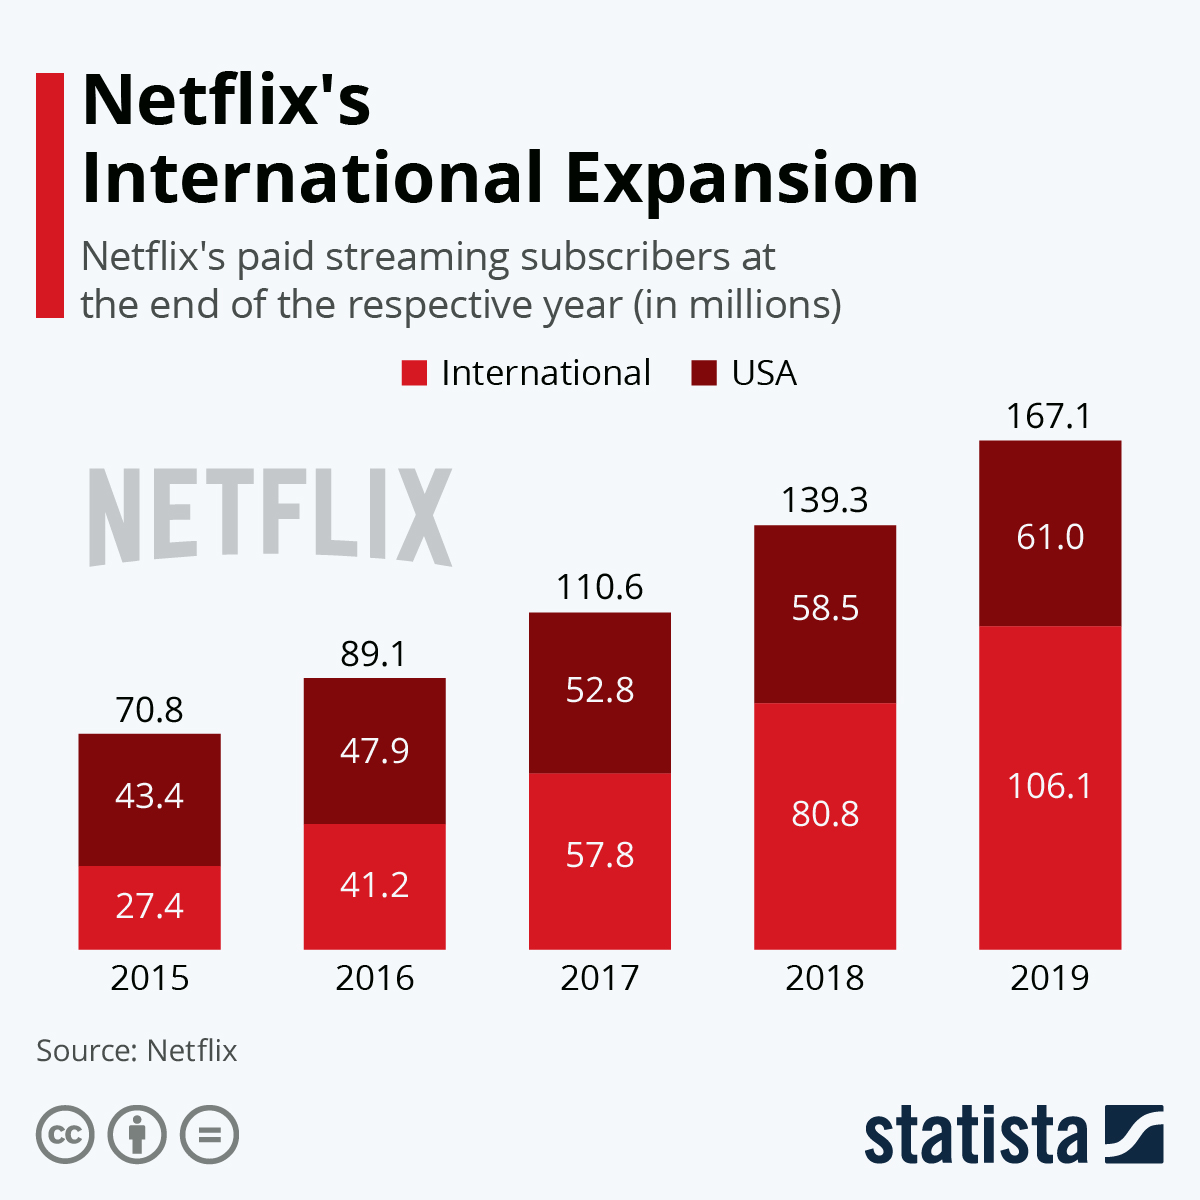 Netflix's
International Expansion
Netflix's paid streaming subscribers at
the end of the respective year (in millions)
International USA
NETFLIX
70.8
43.4
27.4
2015
89.1
47.9
41.2
2016
110.6
52.8
57.8
2017
139.3
58.5
80.8
2018
167.1
61.0
106.1
2019
Source: Netflix
cc =
statista